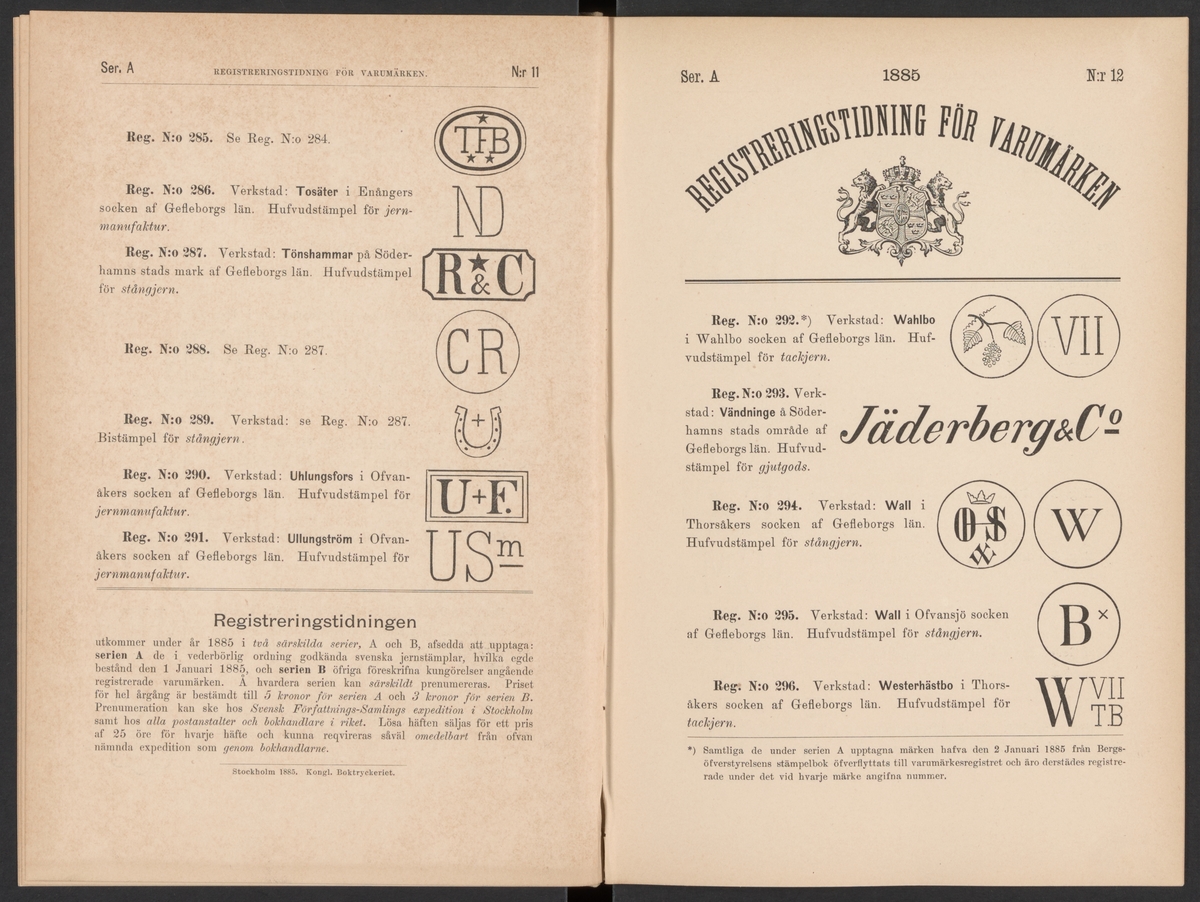 Ser. A REGISTRERINGSTIDNING FÖR VARUMÄRKEN. N:r 11
Reg. N:o 285. Se Reg. N:o 284.
T.F.B
Reg. N:o 286. Verkstad: Tosäter i Enångers
socken af Gefleborgs län. Hufvudstämpel för jern-
manufaktur.
ND
Reg. N:o 287. Verkstad: Tönshammar på Söder-
hamns stads mark af Gefleborgs län. Hufvudstämpel
för stångjern.
R & C
Reg. N:o 288. Se Reg. N:o 287.
CR
Reg. N:o 289. Verkstad: se Reg. N:o 287.
Bistämpel för stångjern.
Reg. N:o 290. Verkstad: Uhlungsfors i Ofvan-
åkers socken af Gefleborgs län. Hufvudstämpel för
jernmanufaktur.
U+F.
Reg. N:o 291. Verkstad: Ullungström i Ofvan-
åkers socken af Gefleborgs län. Hufvudstämpel för
jernmanufaktur.
USm
Registreringstidningen
utkommer under år 1885 i två särskilda serier, A och B, afsedda att upptaga:
serien A de i vederbörlig ordning godkända svenska jernstämplar, hvilka egde
bestånd den 1 Januari 1885, och serien B öfriga föreskrifna kungörelser angående
registrerade varumärken. Å hvardera serien kan särskildt prenumereras. Priset
för hel årgång är bestämdt till 5 kronor för serien A och 3 kronor för serien B.
Prenumeration kan ske hos Svensk Författnings-Samlings expedition i Stockholm
samt hos alla postanstalter och bokhandlare i riket. Lösa häften säljas för ett pris
af 25 öre för hvarje häfte och kunna reqvireras såväl omedelbart från ofvan
nämnda expedition som genom bokhandlarne.
Stockholm 1885. Kongl. Boktryckeriet.
Ser. A 1885 N:r 12
REGISTRERINGSTIDNING FÖR VARUMÄRKEN
Reg. N:o 292.*) Verkstad: Wahlbo
i Wahlbo socken af Gefleborgs län. Huf-
vudstämpel för tackjern.
VII
Reg. N:o 293. Verk-
stad: Vändninge å Söder-
hamns stads område af
Gefleborgs län. Hufvud-
stämpel för gjutgods.
Jäderberg & Co
Reg. N:o 294. Verkstad: Wall i
Thorsåkers socken af Gefleborgs län.
Hufvudstämpel för stångjern.
W
Reg. N:o 295. Verkstad: Wall i Ofvansjö socken
af Gefleborgs län. Hufvudstämpel för stångjern.
B×
Reg. N:o 296. Verkstad: Westerhästbo i Thors-
åkers socken af Gefleborgs län. Hufvudstämpel för
tackjern.
W VII
T.B
*) Samtliga de under serien A upptagna märken hafva den 2 Januari 1885 från Bergs-
öfverstyrelsens stämpelbok öfverflyttats till varumärkesregistret och äro derstädes registre-
rade under det vid hvarje märke angifna nummer.